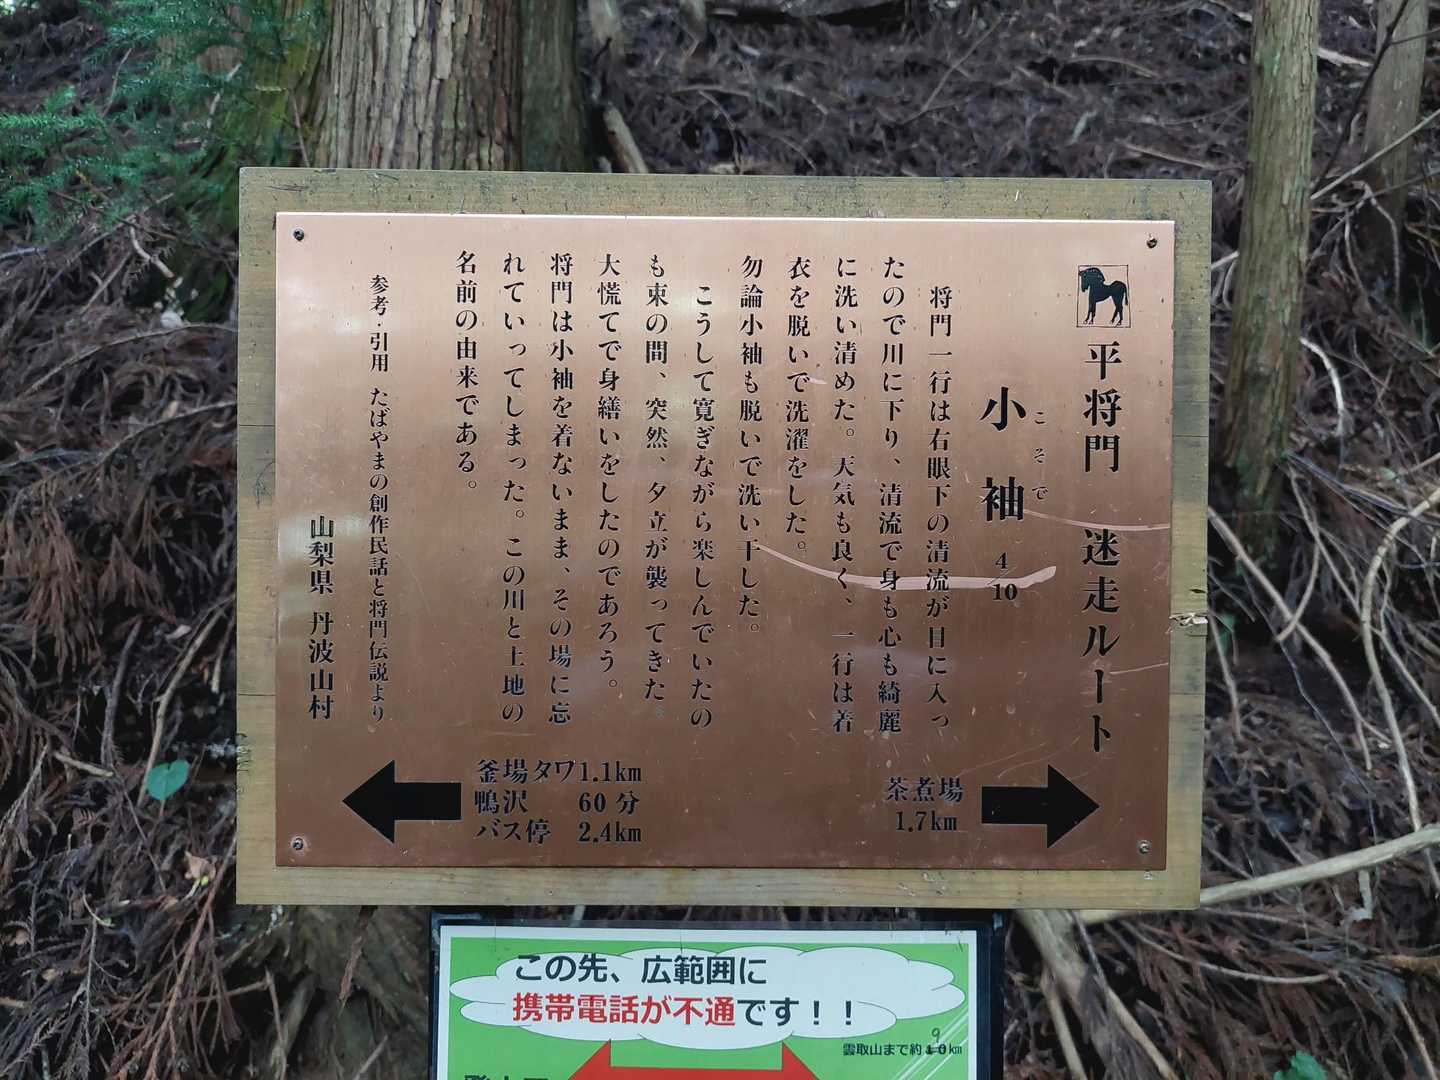 平将門 迷走ルート
こそで
小袖 4/10
将門一行は右眼下の清流が目に入っ
たので川に下り、清流で身も心も綺麗
に洗い清めた。天気も良く、一行は着
衣を脱いで洗濯をした。
勿論小袖も脱いで洗い干した。
こうして寛ぎながら楽しんでいたの
も束の間、突然、夕立が襲ってきた。
大慌てで身繕いをしたのであろう。
将門は小袖を着ないまま、その場に忘
れていってしまった。この川と土地の
名前の由来である。
参考・引用 たばやまの創作民話と将門伝説より
山梨県 丹波山村
釜場タワ1.1km
鴨沢 60分
バス停 2.4km
茶煮場
1.7km
この先、広範囲に
携帯電話が不通です！！
9
雲取山まで約10km